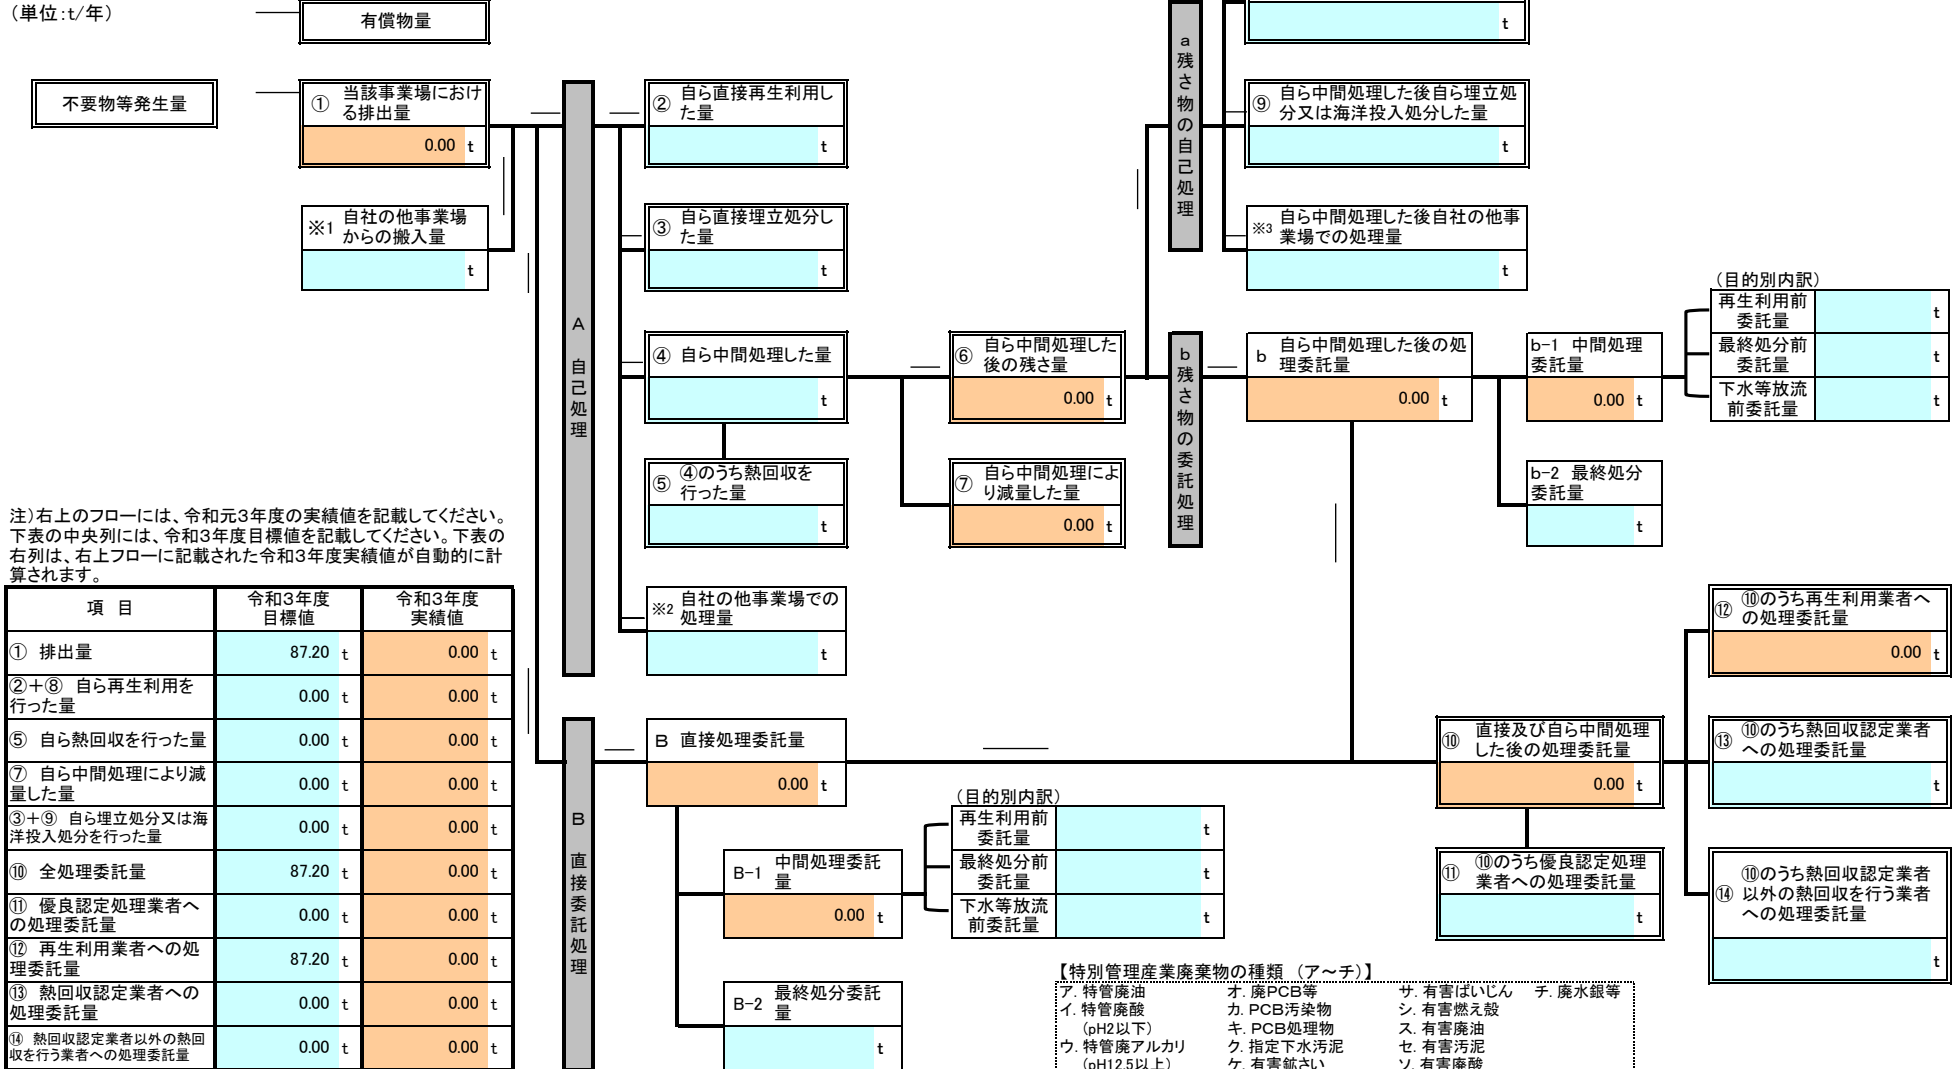 (単位:t/年)
有償物量
t
不要物等発生量
① 当該事業場におけ
る排出量
0.00 t
※1 自社の他事業場
からの搬入量
t
A 自己処理
② 自ら直接再生利用し
た量
t
③ 自ら直接埋立処分し
た量
t
④ 自ら中間処理した量
t
⑤ ④のうち熱回収を
行った量
t
※2 自社の他事業場での
処理量
t
⑥ 自ら中間処理した
後の残さ量
0.00 t
⑦ 自ら中間処理によ
り減量した量
0.00 t
a 残さ物の自己処理
⑨ 自ら中間処理した後自ら埋立処
分又は海洋投入処分した量
t
※3 自ら中間処理した後自社の他事
業場での処理量
t
b 残さ物の委託処理
b 自ら中間処理した後の処
理委託量
0.00 t
b-1 中間処理
委託量
0.00 t
b-2 最終処分
委託量
t
(目的別内訳)
再生利用前
委託量
t
最終処分前
委託量
t
下水等放流
前委託量
t
注)右上のフローには、令和元3年度の実績値を記載してください。
下表の中央列には、令和3年度目標値を記載してください。下表の
右列は、右上フローに記載された令和3年度実績値が自動的に計
算されます。
項 目 令和3年度 目標値 令和3年度 実績値
① 排出量 87.20 t 0.00 t
②+⑧ 自ら再生利用を
行った量 0.00 t 0.00 t
⑤ 自ら熱回収を行った量 0.00 t 0.00 t
⑦ 自ら中間処理により減
量した量 0.00 t 0.00 t
③+⑨ 自ら埋立処分又は海
洋投入処分を行った量 0.00 t 0.00 t
⑩ 全処理委託量 87.20 t 0.00 t
⑪ 優良認定処理業者へ
の処理委託量 0.00 t 0.00 t
⑫ 再生利用業者への処
理委託量 87.20 t 0.00 t
⑬ 熱回収認定業者への
処理委託量 0.00 t 0.00 t
⑭ 熱回収認定業者以外の熱回
収を行う業者への処理委託量 0.00 t 0.00 t
B 直接委託処理
B 直接処理委託量
0.00 t
B-1 中間処理委託
量
0.00 t
B-2 最終処分委託
量
t
(目的別内訳)
再生利用前
委託量
t
最終処分前
委託量
t
下水等放流
前委託量
t
⑩ 直接及び自ら中間処理
した後の処理委託量
0.00 t
⑪ ⑩のうち優良認定処理
業者への処理委託量
t
⑫ ⑩のうち再生利用業者へ
の処理委託量
0.00 t
⑬ ⑩のうち熱回収認定業者
への処理委託量
t
⑭ ⑩のうち熱回収認定業者
以外の熱回収を行う業者
への処理委託量
t
【特別管理産業廃棄物の種類 (ア~チ)】
ア. 特管廃油 オ. 廃PCB等 サ. 有害ばいじん チ. 廃水銀等
イ. 特管廃酸 カ. PCB汚染物 シ. 有害燃え殻
(pH2以下) キ. PCB処理物 ス. 有害廃油
ウ. 特管廃アルカリ ク. 指定下水汚泥 セ. 有害汚泥
(pH12.5以上) ケ. 有害鉱さい ソ. 有害廃酸